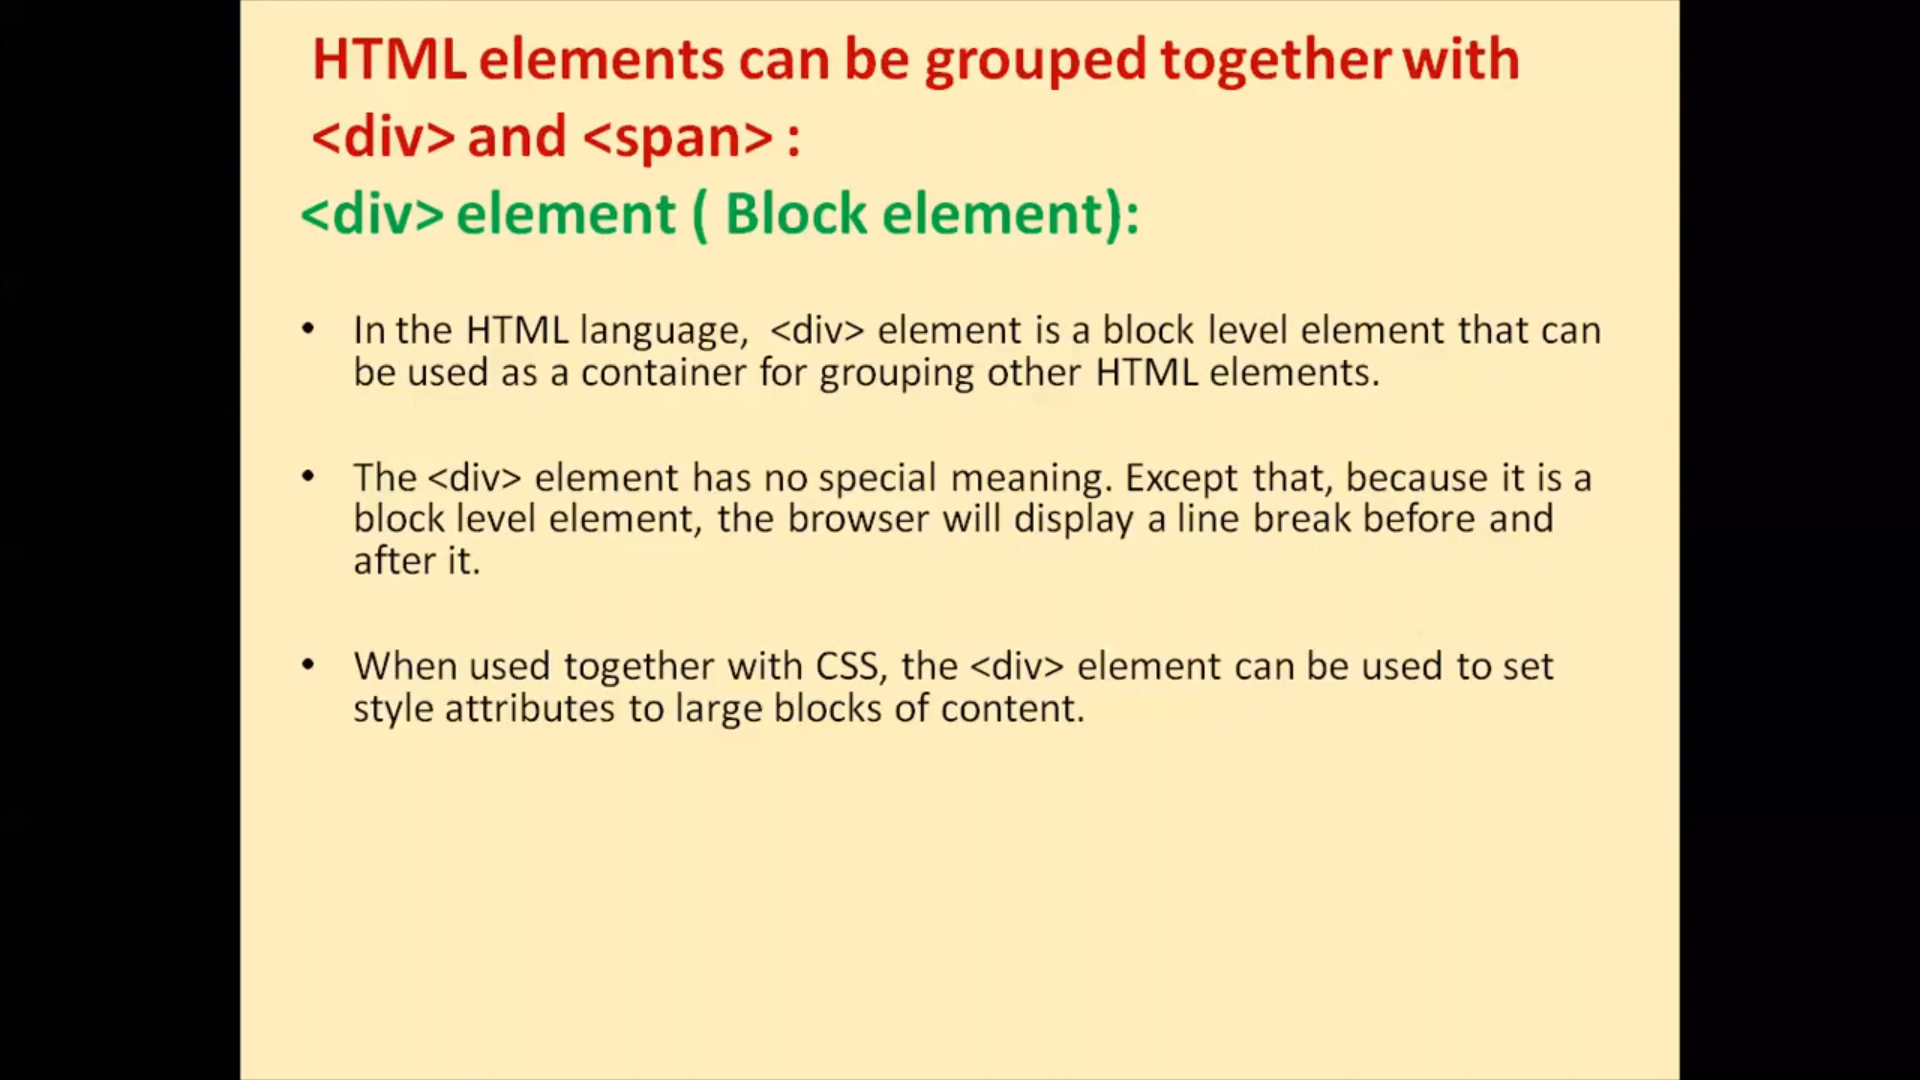 HTML elements can be grouped together with
<div> and <span> :
<div> element ( Block element):
• In the HTML language, <div> element is a block level element that can
be used as a container for grouping other HTML elements.
• The <div> element has no special meaning. Except that, because it is a
block level element, the browser will display a line break before and
after it.
• When used together with CSS, the <div> element can be used to set
style attributes to large blocks of content.